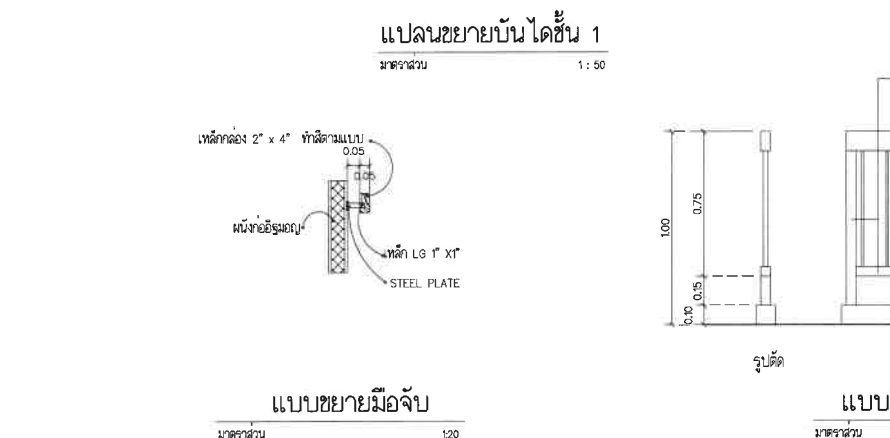 แปลนขยายบันไดชั้น 1
มาตราส่วน 1 : 50
เหล็กกล่อง 2" x 4" ทำสีตามแบบ
0.05
0.05
ผนังก่ออิฐมอญ
เหล็ก LG 1" X1"
STEEL PLATE
1.00
0.75
0.15
0.10
รูปตัด
แบบขยายมือจับ
มาตราส่วน 1:20
แบบ
มาตราส่วน